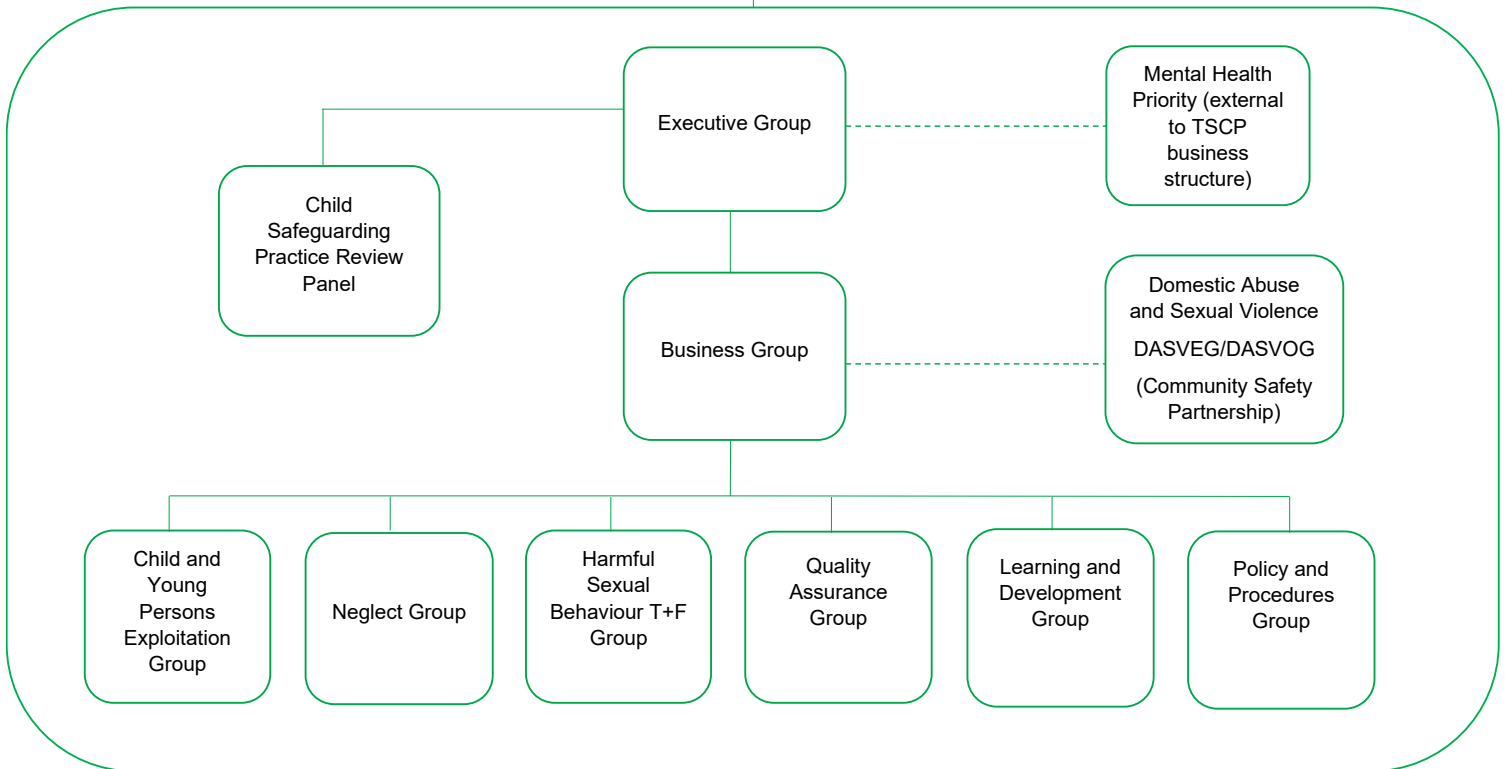 Executive Group
Mental Health
Priority (external
to TSCP
business
structure)
Child
Safeguarding
Practice Review
Panel
Business Group
Domestic Abuse
and Sexual Violence
DASVEG/DASVOG
(Community Safety
Partnership)
Child and
Young
Persons
Exploitation
Group
Neglect Group
Harmful
Sexual
Behaviour T+F
Group
Quality
Assurance
Group
Learning and
Development
Group
Policy and
Procedures
Group